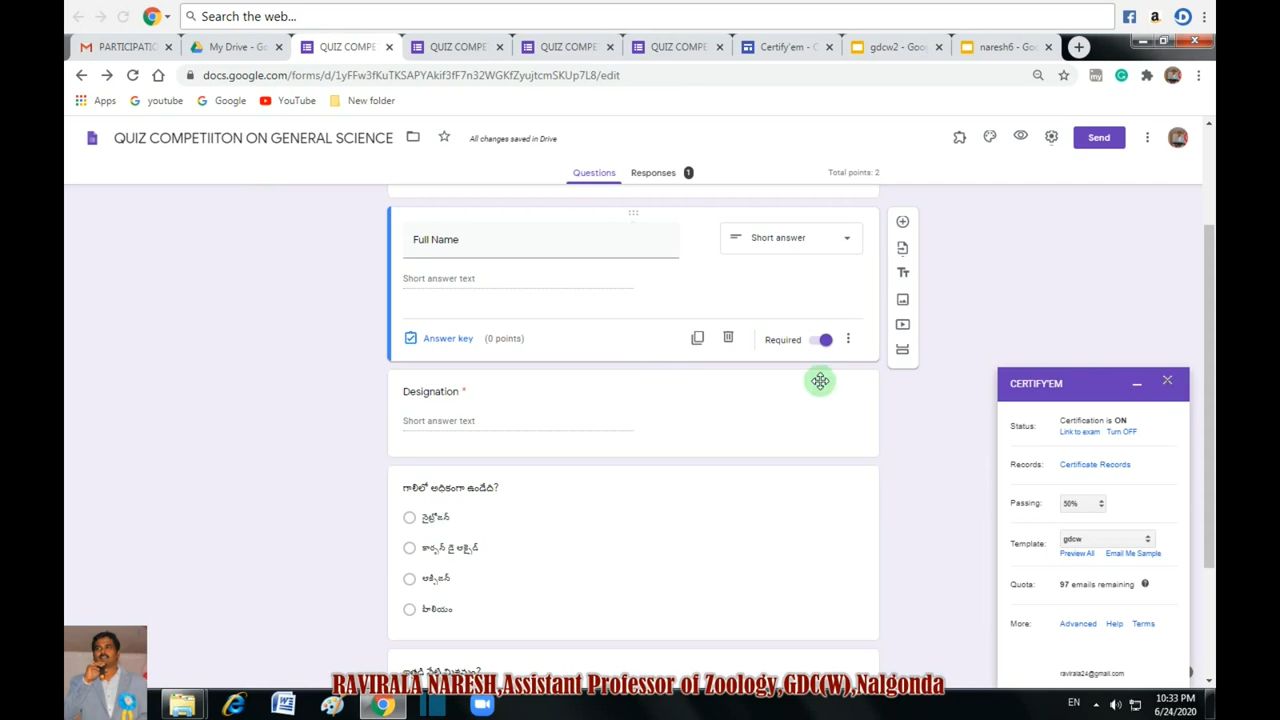 Search the web...
PARTICIPATIO
My Drive - Go
QUIZ COMPE
QUIZ COMPE
QUIZ COMPE
QUIZ COMPE
Certify'em - C
gdcw2 - Goo
naresh6 - Goo
docs.google.com/forms/d/1yFFw3fKuTKSAPYAkif3fF7n32WGKfZyujtcmSKUp7L8/edit
Apps
youtube
Google
YouTube
New folder
QUIZ COMPETIITON ON GENERAL SCIENCE
All changes saved in Drive
Send
Questions
Responses 1
Total points: 2
Full Name
Short answer
Short answer text
Answer key (0 points)
Required
Designation *
Short answer text
గాలిలో అధికంగా ఉండేది?
నైట్రోజన్
కార్బన్ డై ఆక్సైడ్
ఆక్సిజన్
హీలియం
CERTIFY'EM
Status: Certification is ON
Link to exam Turn OFF
Records: Certificate Records
Passing: 50%
Template: gdcw
Preview All Email Me Sample
Quota: 97 emails remaining
More: Advanced Help Terms
ravirala24@gmail.com
RAVIRALA NARESH,Assistant Professor of Zoology,GDC(W),Nalgonda
EN
10:33 PM
6/24/2020